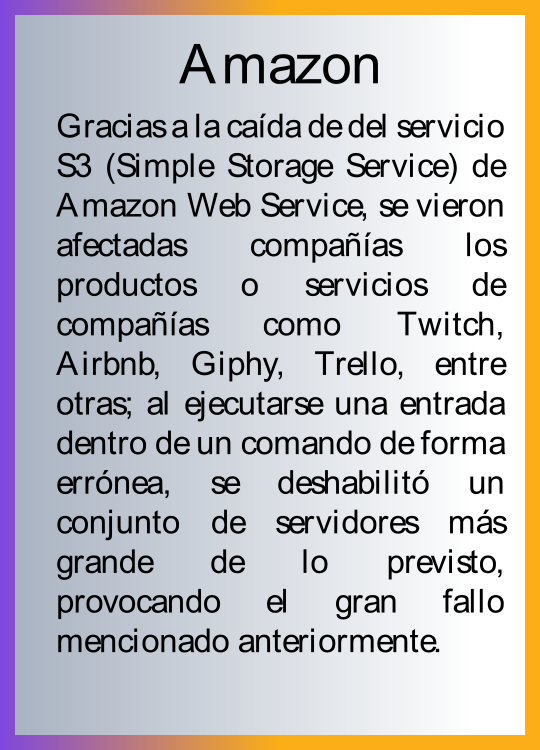 Amazon
Gracias a la caída de del servicio
S3 (Simple Storage Service) de
Amazon Web Service, se vieron
afectadas compañías los
productos o servicios de
compañías como Twitch,
Airbnb, Giphy, Trello, entre
otras; al ejecutarse una entrada
dentro de un comando de forma
errónea, se deshabilitó un
conjunto de servidores más
grande de lo previsto,
provocando el gran fallo
mencionado anteriormente.